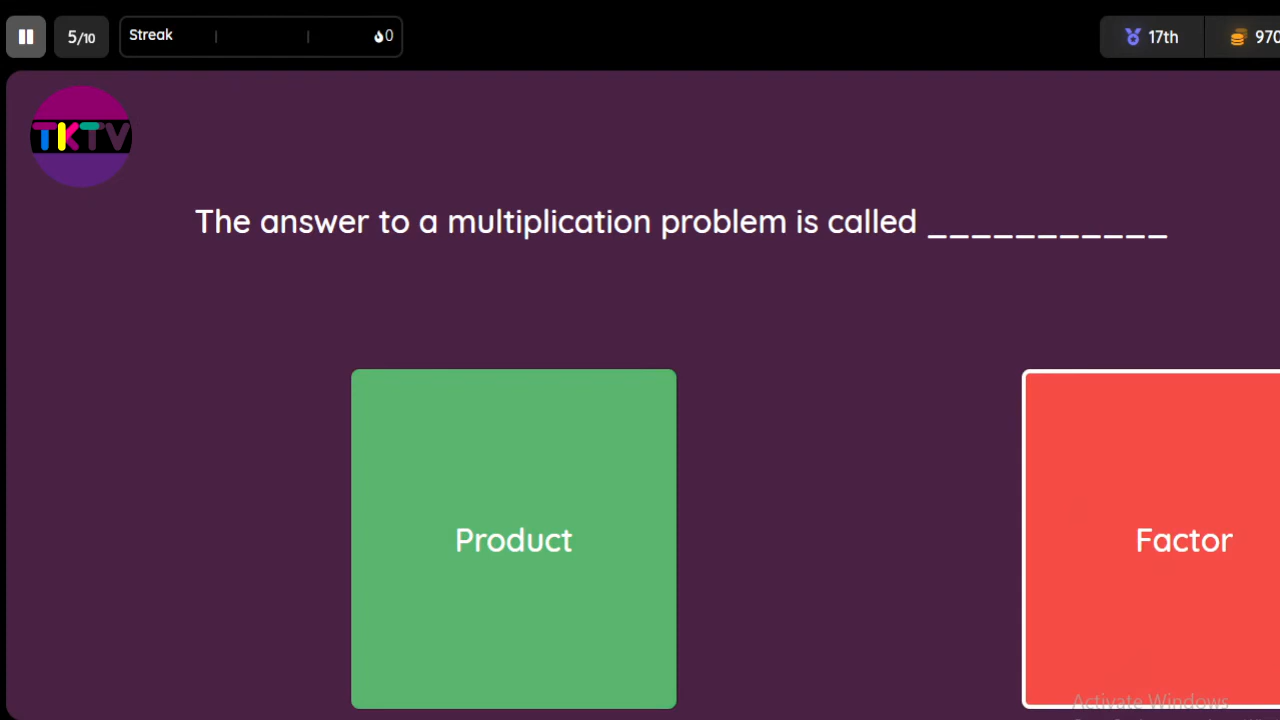 5/10
Streak
0
17th
970
TKTV
The answer to a multiplication problem is called ___________
Product
Factor
Activate Windows